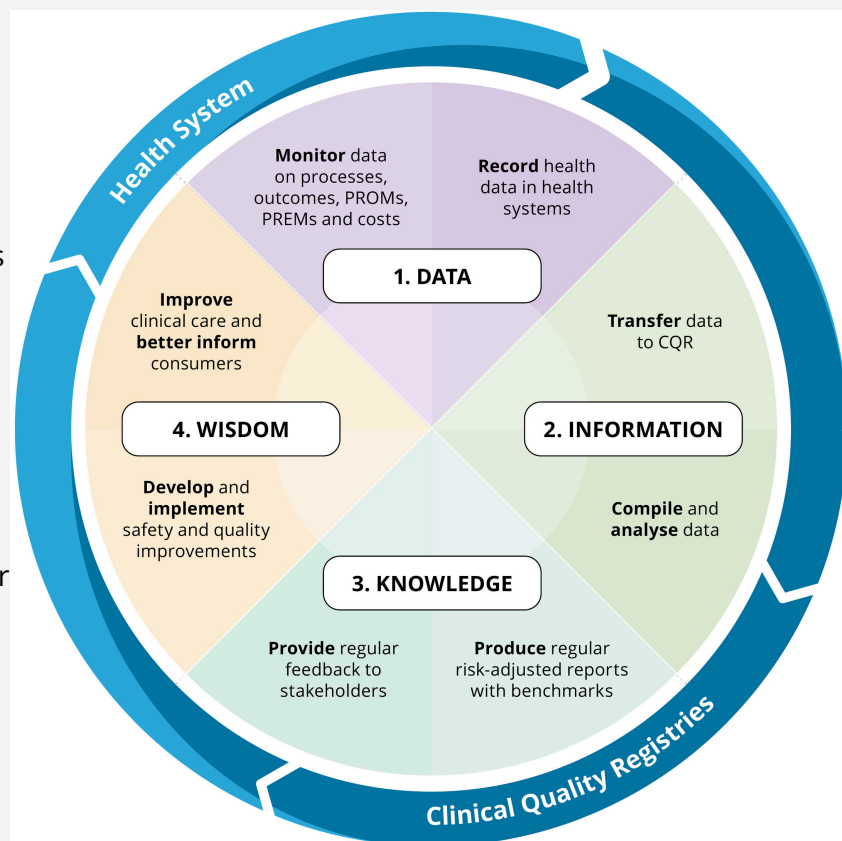 Health System
Monitor data
on processes,
outcomes, PROMs,
PREMs and costs
Record health
data in health
systems
1. DATA
Transfer data
to CQR
2. INFORMATION
Compile and
analyse data
3. KNOWLEDGE
Produce regular
risk-adjusted reports
with benchmarks
Provide regular
feedback to
stakeholders
4. WISDOM
Develop and
implement
safety and quality
improvements
Improve
clinical care and
better inform
consumers
Clinical Quality Registries